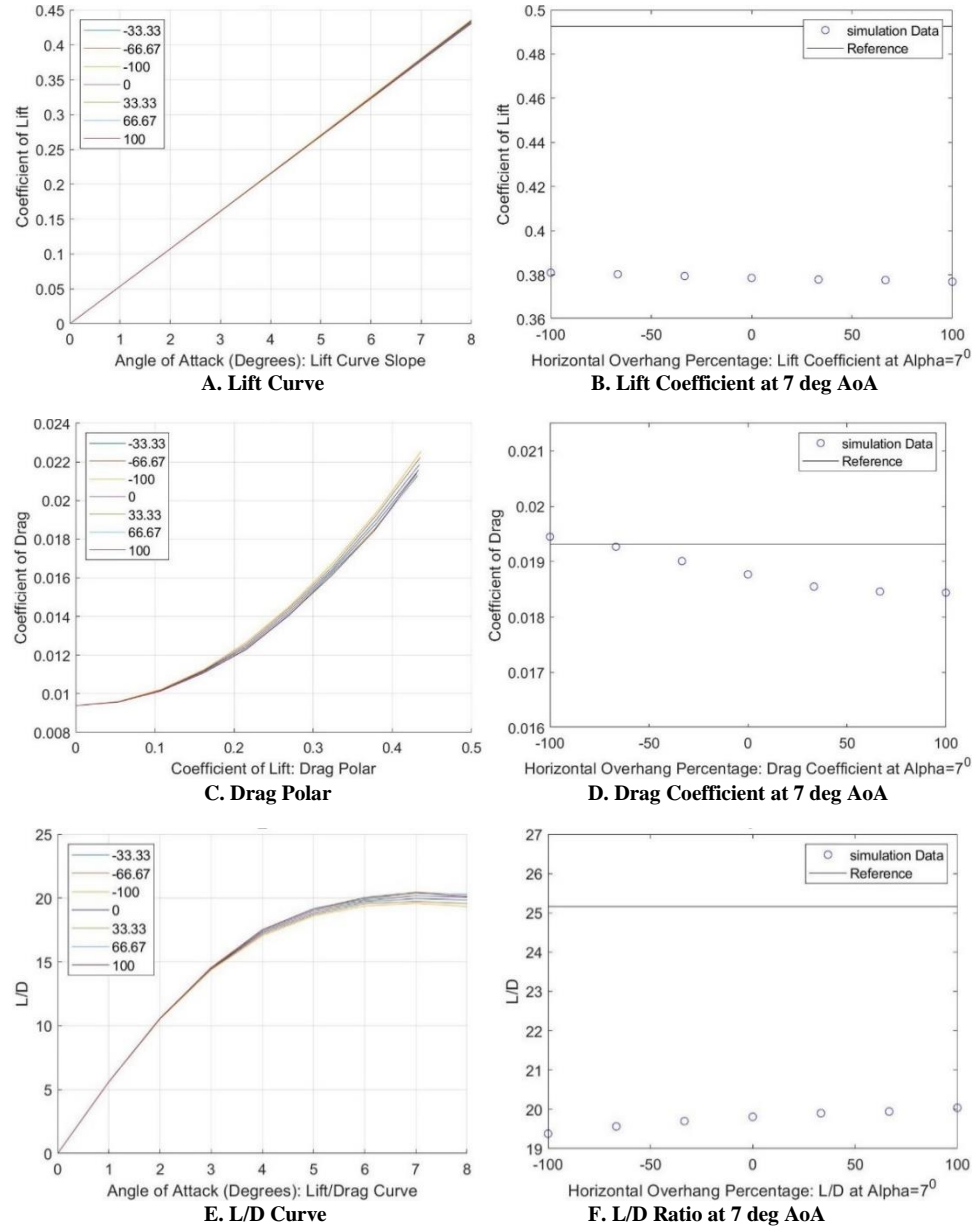 0.45
0.4
0.35
0.3
0.25
0.2
0.15
0.1
0.05
0
Coefficient of Lift
-33.33
-66.67
-100
0
33.33
66.67
100
0 1 2 3 4 5 6 7 8
Angle of Attack (Degrees): Lift Curve Slope
A. Lift Curve
0.5
0.48
0.46
0.44
0.42
0.4
0.38
0.36
Coefficient of Lift
simulation Data
Reference
-100 -50 0 50 100
Horizontal Overhang Percentage: Lift Coefficient at Alpha=7⁰
B. Lift Coefficient at 7 deg AoA
0.024
0.022
0.02
0.018
0.016
0.014
0.012
0.01
0.008
Coefficient of Drag
-33.33
-66.67
-100
0
33.33
66.67
100
0 0.1 0.2 0.3 0.4 0.5
Coefficient of Lift: Drag Polar
C. Drag Polar
0.021
0.02
0.019
0.018
0.017
0.016
Coefficient of Drag
simulation Data
Reference
-100 -50 0 50 100
Horizontal Overhang Percentage: Drag Coefficient at Alpha=7⁰
D. Drag Coefficient at 7 deg AoA
25
20
15
10
5
0
L/D
-33.33
-66.67
-100
0
33.33
66.67
100
0 1 2 3 4 5 6 7 8
Angle of Attack (Degrees): Lift/Drag Curve
E. L/D Curve
27
26
25
24
23
22
21
20
19
L/D
simulation Data
Reference
-100 -50 0 50 100
Horizontal Overhang Percentage: L/D at Alpha=7⁰
F. L/D Ratio at 7 deg AoA